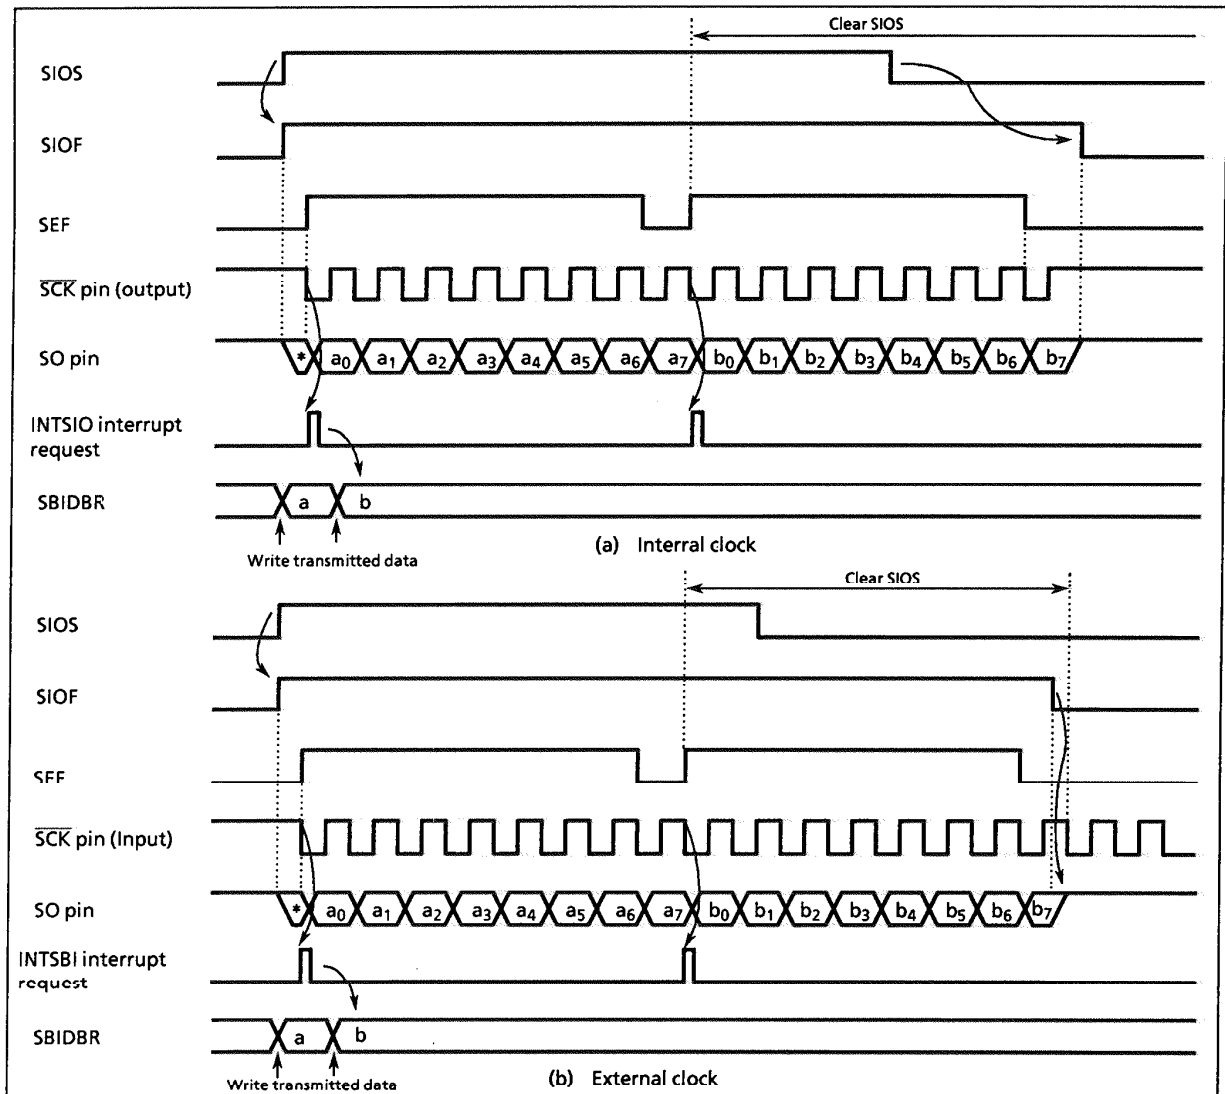 Clear SIOS
SIOS
SIOF
SEF
SCK pin (output)
SO pin
* a0 a1 a2 a3 a4 a5 a6 a7 b0 b1 b2 b3 b4 b5 b6 b7
INTSIO interrupt
request
SBIDBR
a b
Write transmitted data
(a) Interral clock
Clear SIOS
SIOS
SIOF
SEF
SCK pin (Input)
SO pin
* a0 a1 a2 a3 a4 a5 a6 a7 b0 b1 b2 b3 b4 b5 b6 b7
INTSBI interrupt
request
SBIDBR
a b
Write transmitted data
(b) External clock